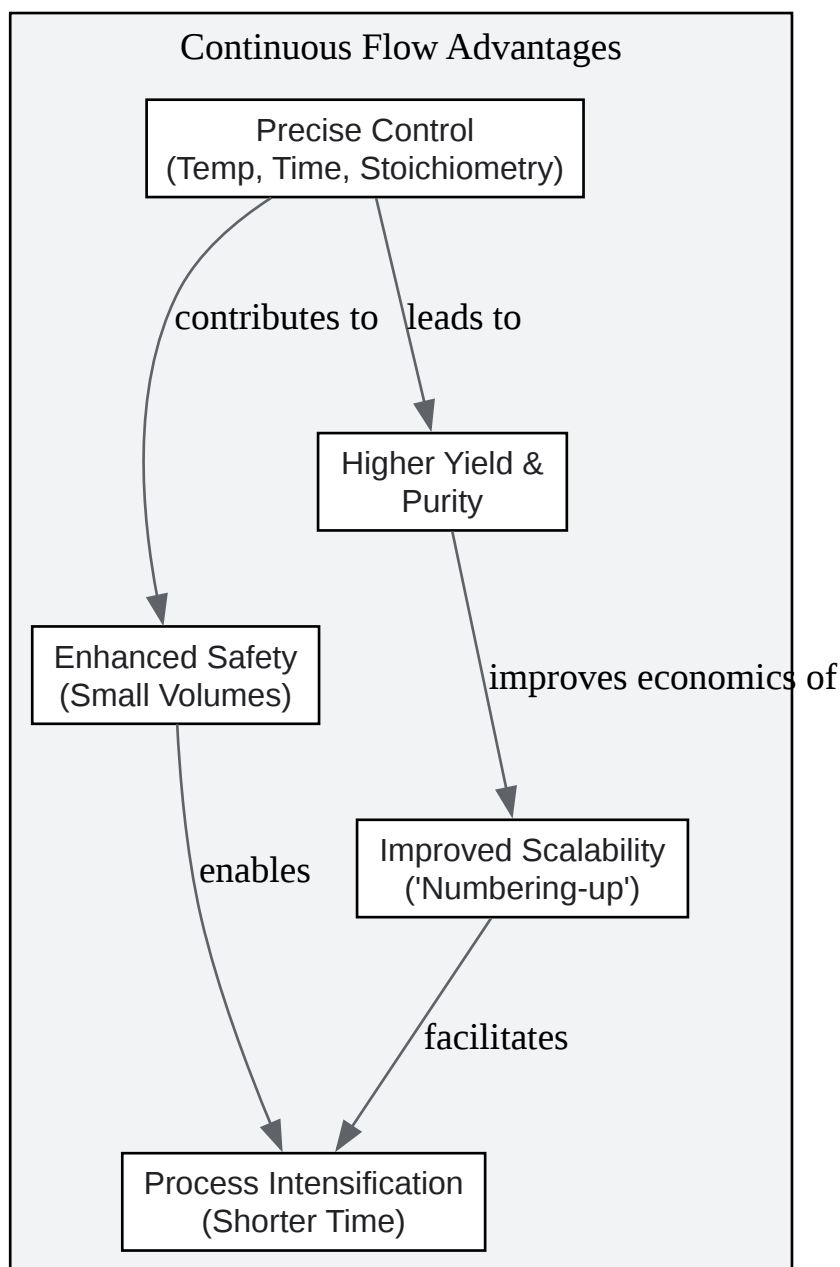 Continuous Flow Advantages
Precise Control
(Temp, Time, Stoichiometry)
contributes to
leads to
Higher Yield &
Purity
Enhanced Safety
(Small Volumes)
improves economics of
Improved Scalability
('Numbering-up')
enables
facilitates
Process Intensification
(Shorter Time)